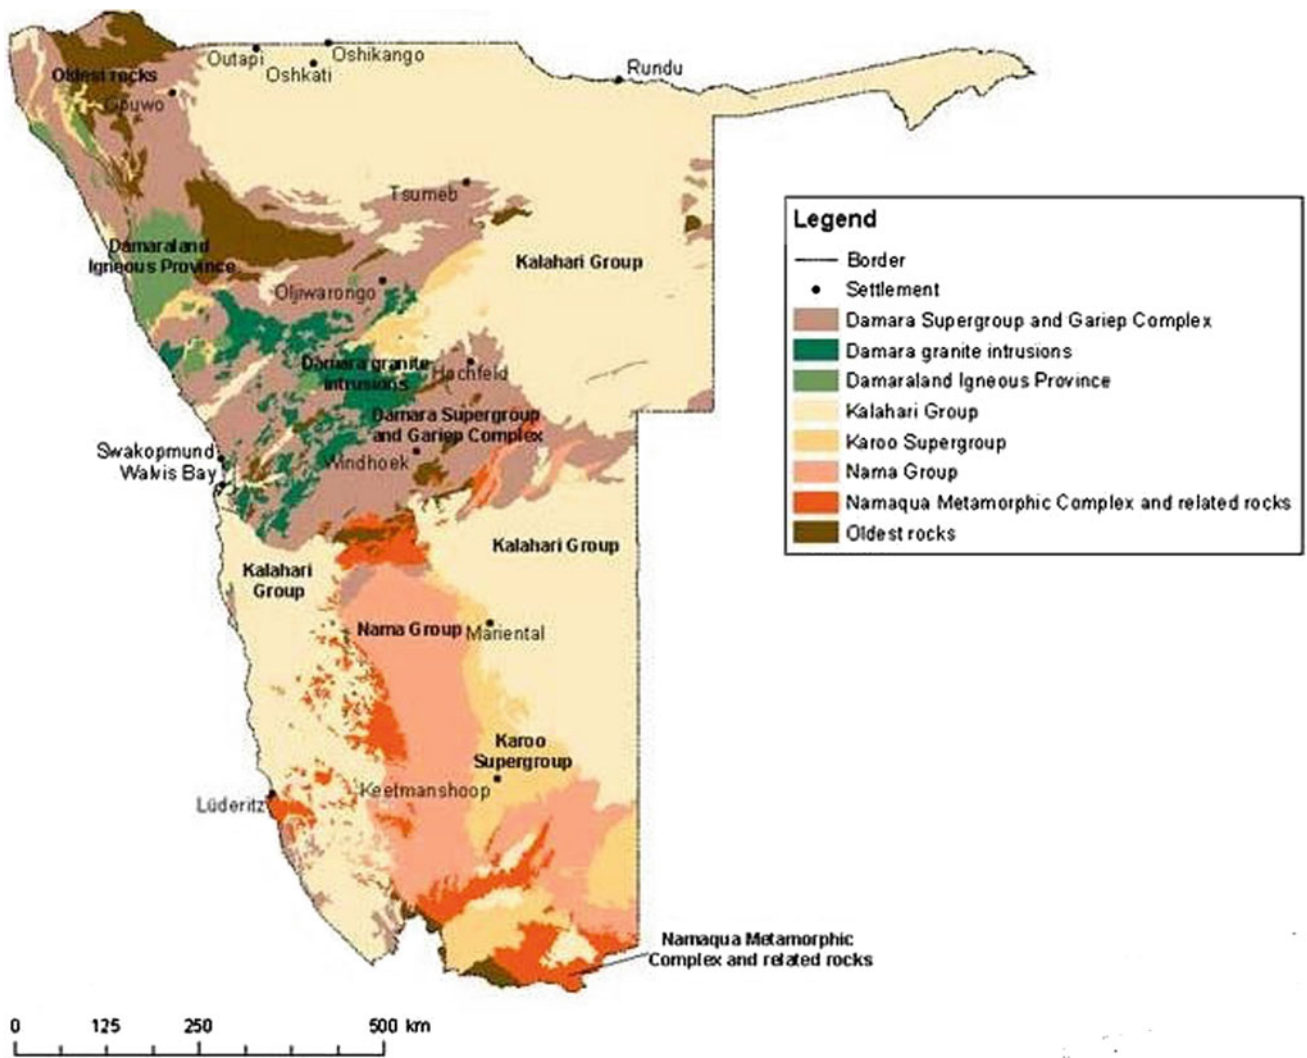 Outapi
Oshikango
Oshkati
Rundu
Oldest rocks
Opuwo
Tsumeb
Damaraland
Igneous Province
Kalahari Group
Otjiwarongo
Damara granite
intrusions
Hochfeld
Damara Supergroup
and Gariep Complex
Swakopmund
Walvis Bay
Windhoek
Kalahari Group
Kalahari
Group
Nama Group
Mariental
Karoo
Supergroup
Keetmanshoop
Lüderitz
Namaqua Metamorphic
Complex and related rocks
Legend
Border
Settlement
Damara Supergroup and Gariep Complex
Damara granite intrusions
Damaraland Igneous Province
Kalahari Group
Karoo Supergroup
Nama Group
Namaqua Metamorphic Complex and related rocks
Oldest rocks
0 125 250 500 km